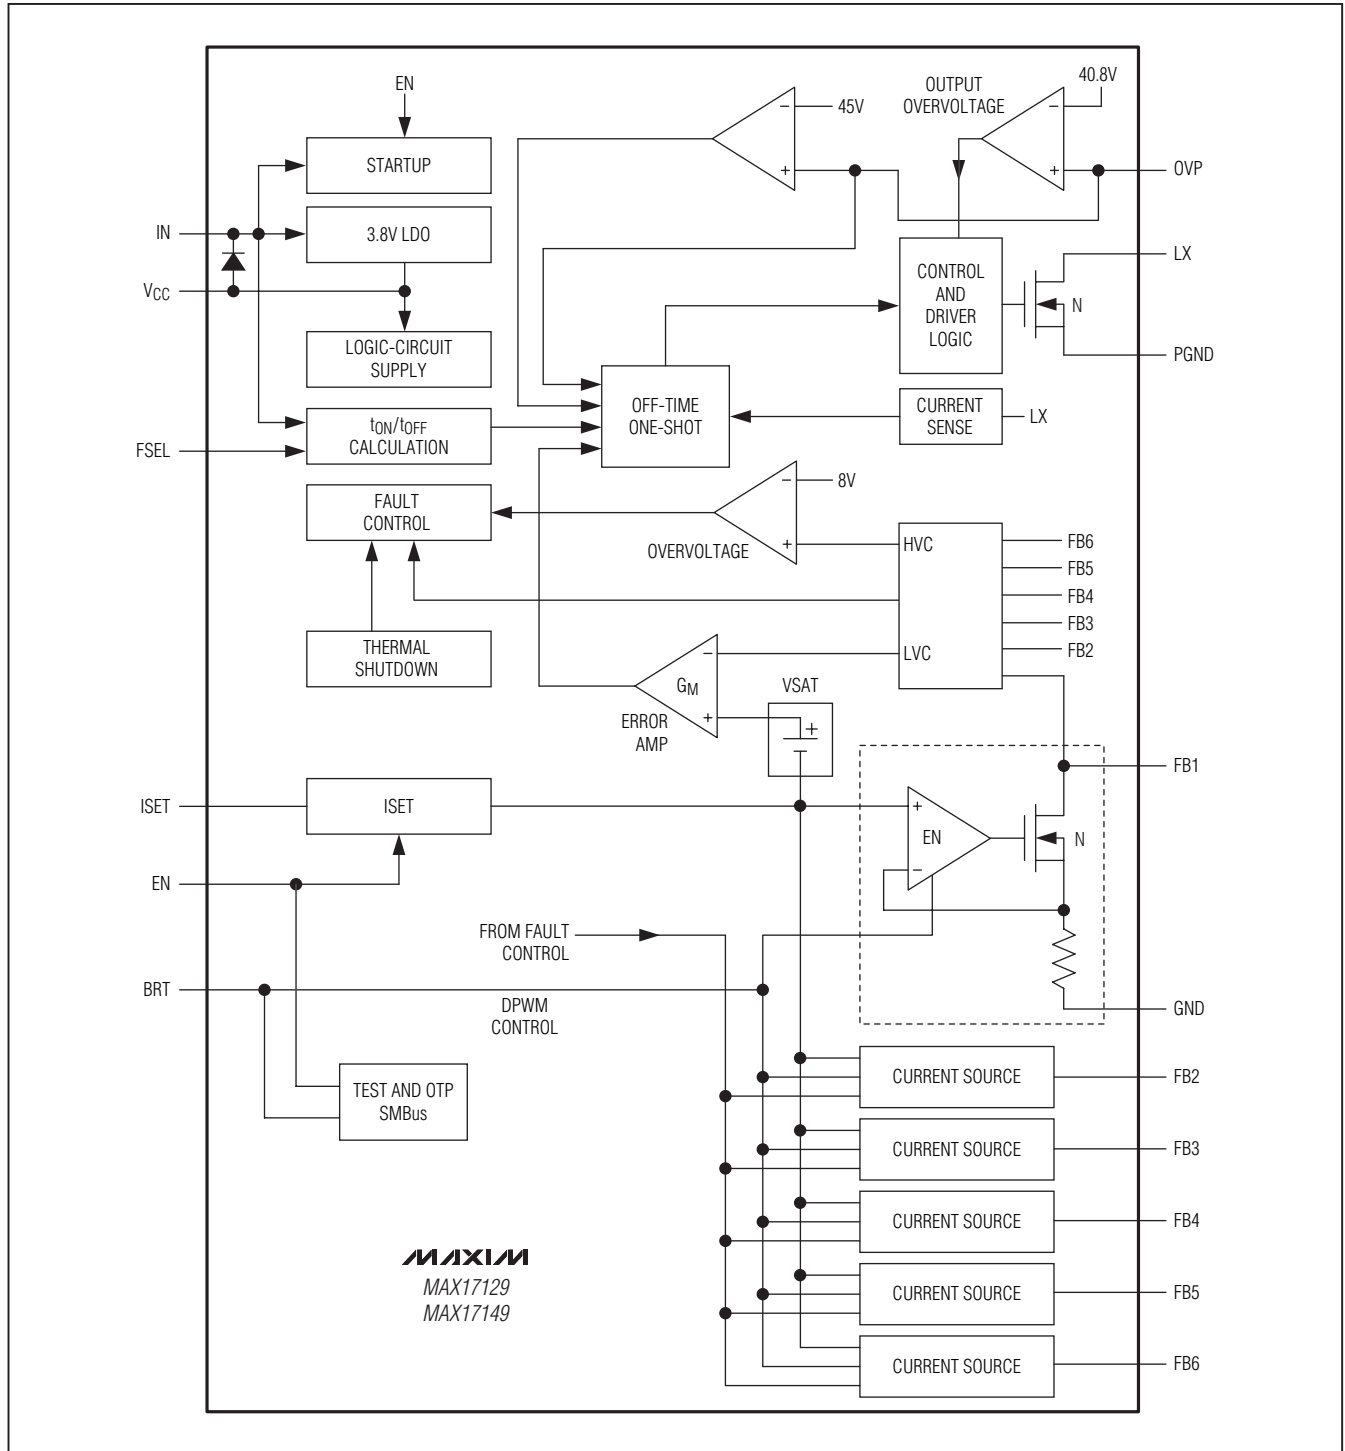 EN
OUTPUT
OVERVOLTAGE
40.8V
45V
−
−
STARTUP
+
+
OVP
IN
3.8V LDO
LX
CONTROL
AND
DRIVER
LOGIC
VCC
N
LOGIC-CIRCUIT
SUPPLY
PGND
OFF-TIME
ONE-SHOT
CURRENT
SENSE
LX
tON/tOFF
CALCULATION
FSEL
FAULT
CONTROL
−
8V
OVERVOLTAGE
+
HVC
FB6
FB5
FB4
FB3
FB2
THERMAL
SHUTDOWN
−
LVC
GM
VSAT
+
+
ERROR
AMP
FB1
ISET
ISET
+
EN
−
N
EN
FROM FAULT
CONTROL
BRT
DPWM
CONTROL
GND
TEST AND OTP
SMBus
CURRENT SOURCE
FB2
CURRENT SOURCE
FB3
CURRENT SOURCE
FB4
MAXIM
MAX17129
MAX17149
CURRENT SOURCE
FB5
CURRENT SOURCE
FB6